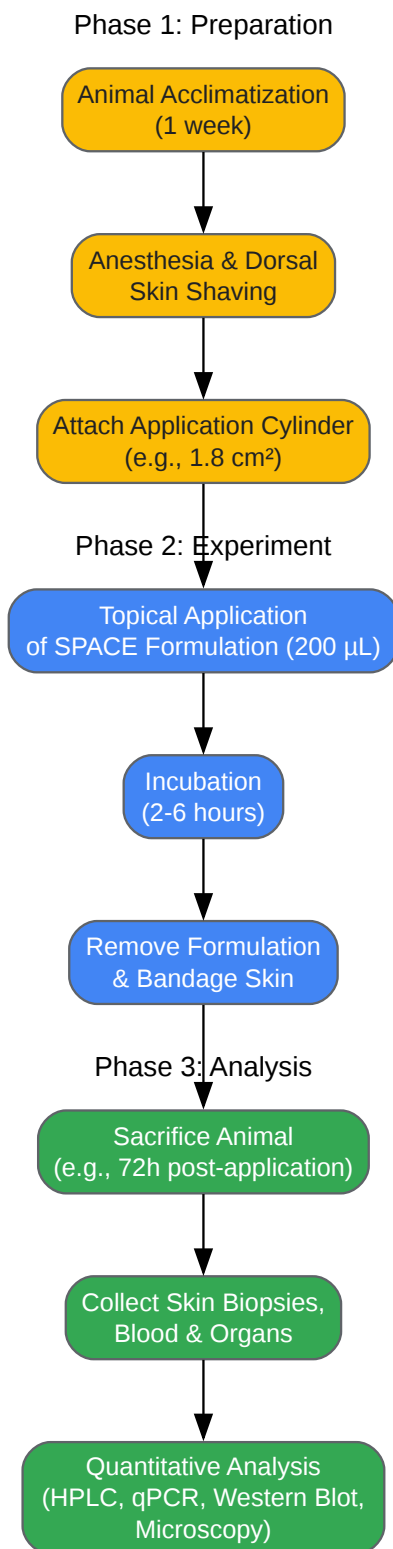 Phase 1: Preparation
Animal Acclimatization
(1 week)
Anesthesia & Dorsal
Skin Shaving
Attach Application Cylinder
(e.g., 1.8 cm²)
Phase 2: Experiment
Topical Application
of SPACE Formulation (200 µL)
Incubation
(2-6 hours)
Remove Formulation
& Bandage Skin
Phase 3: Analysis
Sacrifice Animal
(e.g., 72h post-application)
Collect Skin Biopsies,
Blood & Organs
Quantitative Analysis
(HPLC, qPCR, Western Blot,
Microscopy)